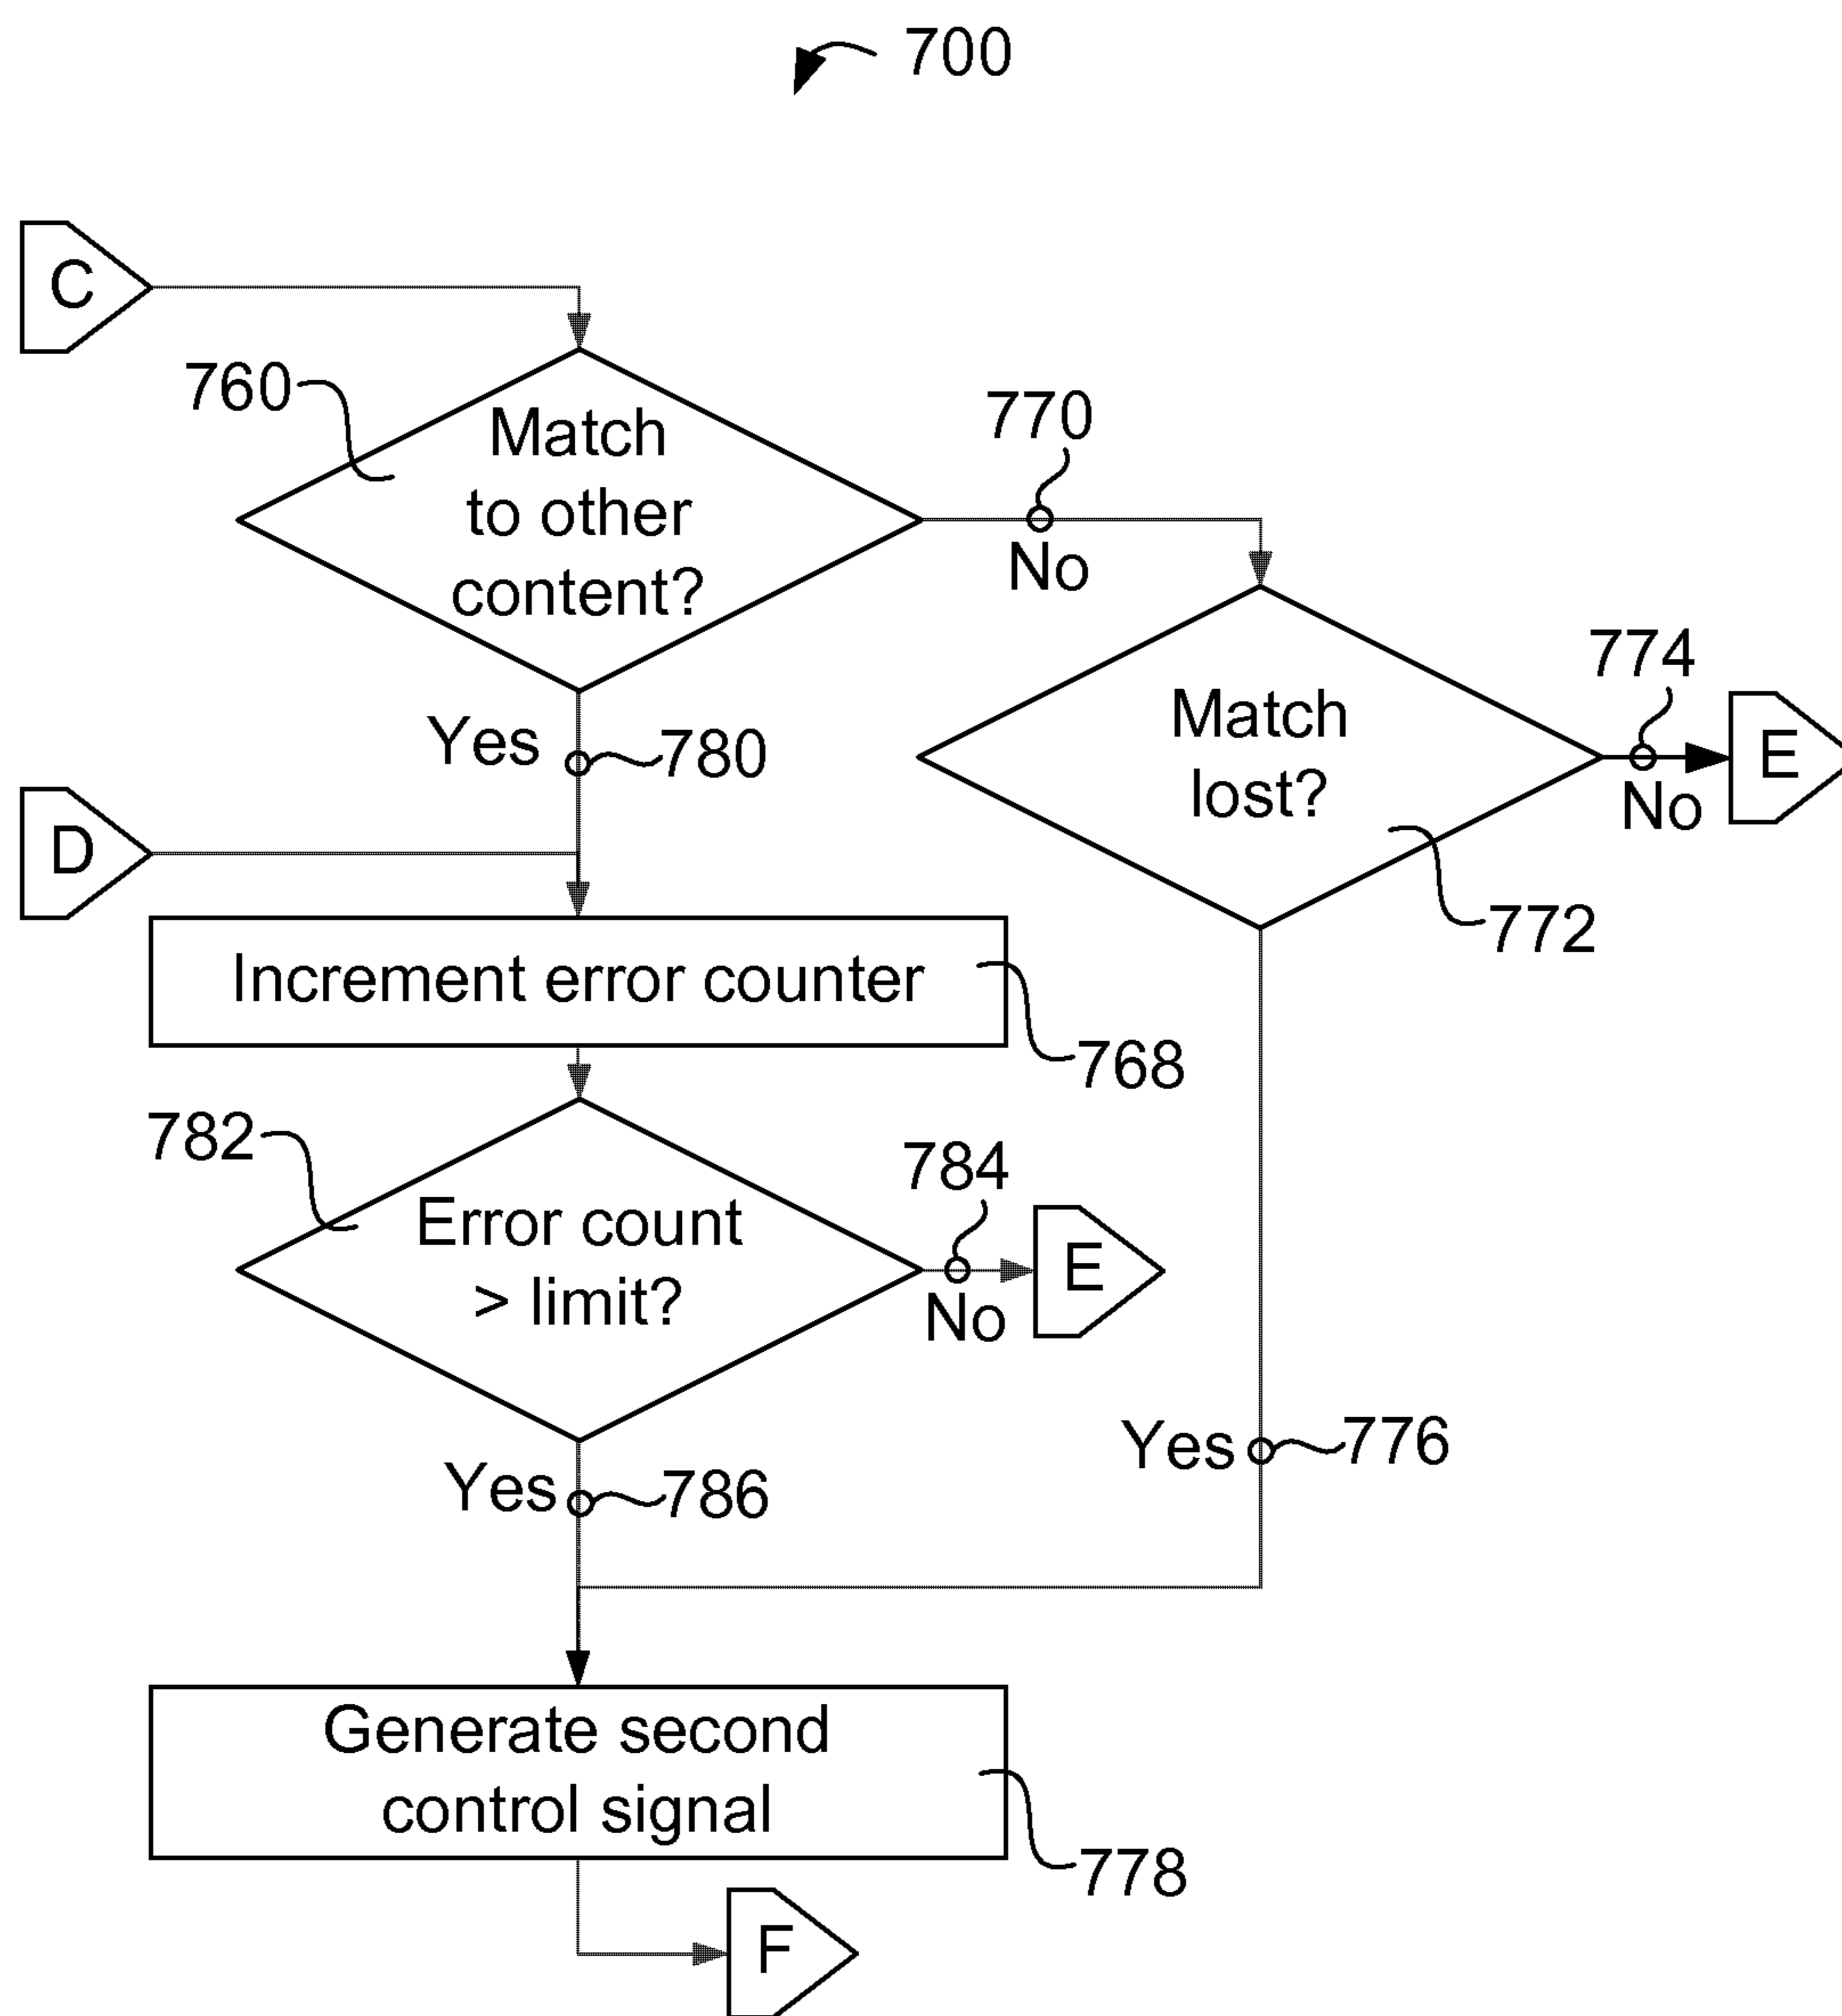 700
C
760
Match
to other
content?
770
No
Yes
780
Match
lost?
774
No
E
772
D
Increment error counter
768
782
Error count
> limit?
784
No
E
Yes
786
Yes
776
Generate second
control signal
778
F